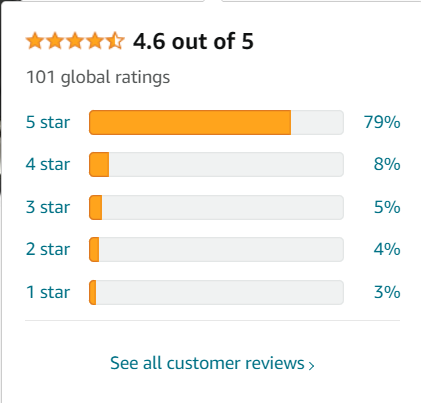 4.6 out of 5
101 global ratings
5 star 79%
4 star 8%
3 star 5%
2 star 4%
1 star 3%
See all customer reviews ›